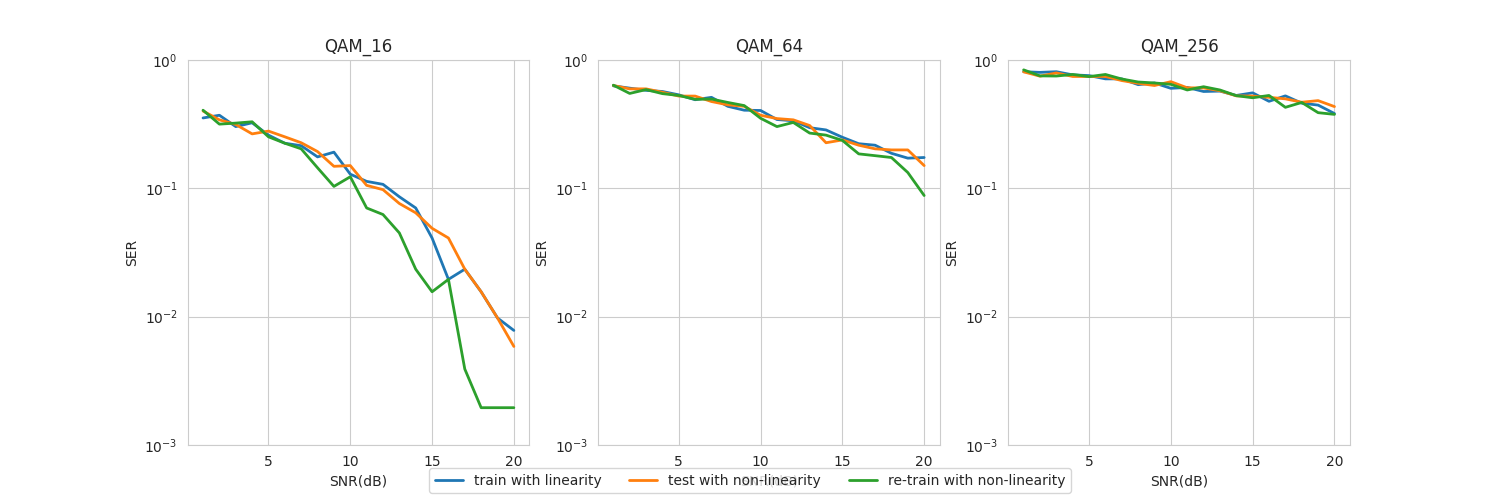 QAM_16 QAM_64 QAM_256
10^0 10^0 10^0
10^-1 10^-1 10^-1
SER SER SER
10^-2 10^-2 10^-2
10^-3 10^-3 10^-3
5 10 15 20 5 10 15 20 5 10 15 20
SNR(dB) SNR(dB)
train with linearity test with non-linearity re-train with non-linearity